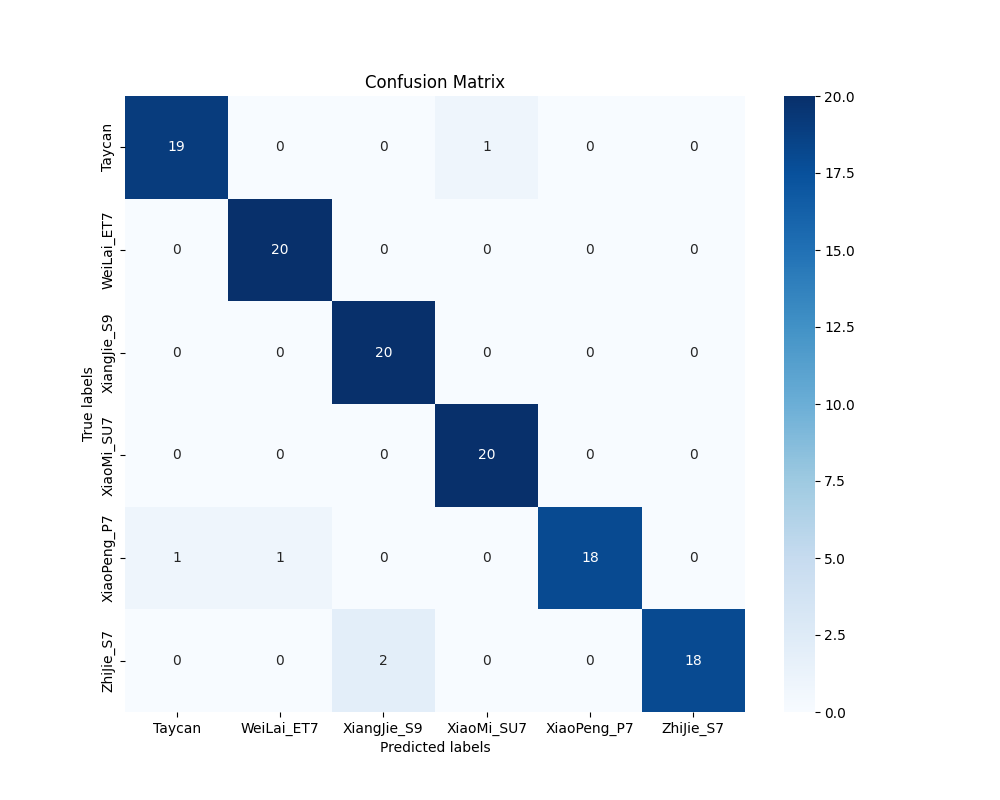 Confusion Matrix
True labels
Taycan 19 0 0 1 0 0
WeiLai_ET7 0 20 0 0 0 0
XiangJie_S9 0 0 20 0 0 0
XiaoMi_SU7 0 0 0 20 0 0
XiaoPeng_P7 1 1 0 0 18 0
ZhiJie_S7 0 0 2 0 0 18
Taycan WeiLai_ET7 XiangJie_S9 XiaoMi_SU7 XiaoPeng_P7 ZhiJie_S7
Predicted labels
20.0
17.5
15.0
12.5
10.0
7.5
5.0
2.5
0.0